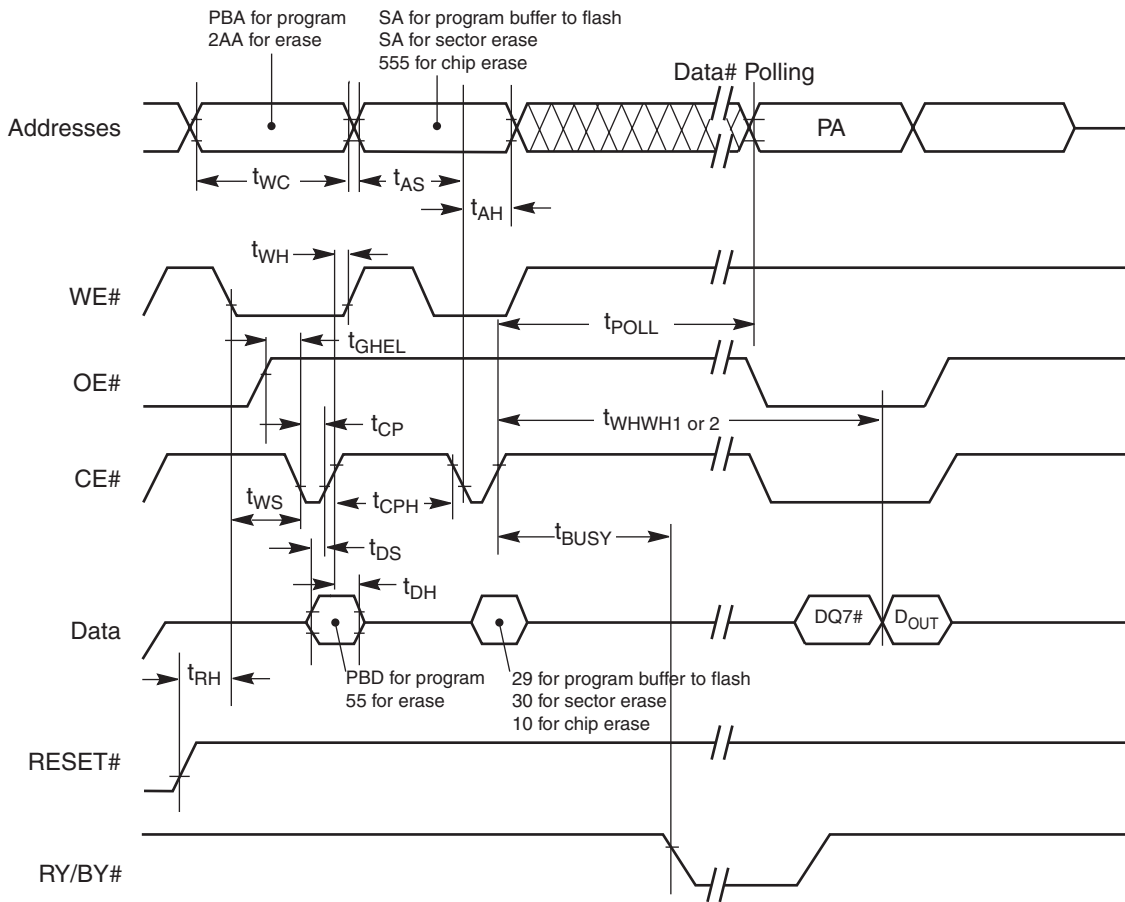 PBA for program
2AA for erase
SA for program buffer to flash
SA for sector erase
555 for chip erase
Data# Polling
Addresses
PA
tWC
tAS
tAH
tWH
WE#
tPOLL
tGHEL
OE#
tWHWH1 or 2
tCP
CE#
tWS
tCPH
tBUSY
tDS
tDH
Data
DQ7#
DOUT
tRH
PBD for program
55 for erase
29 for program buffer to flash
30 for sector erase
10 for chip erase
RESET#
RY/BY#